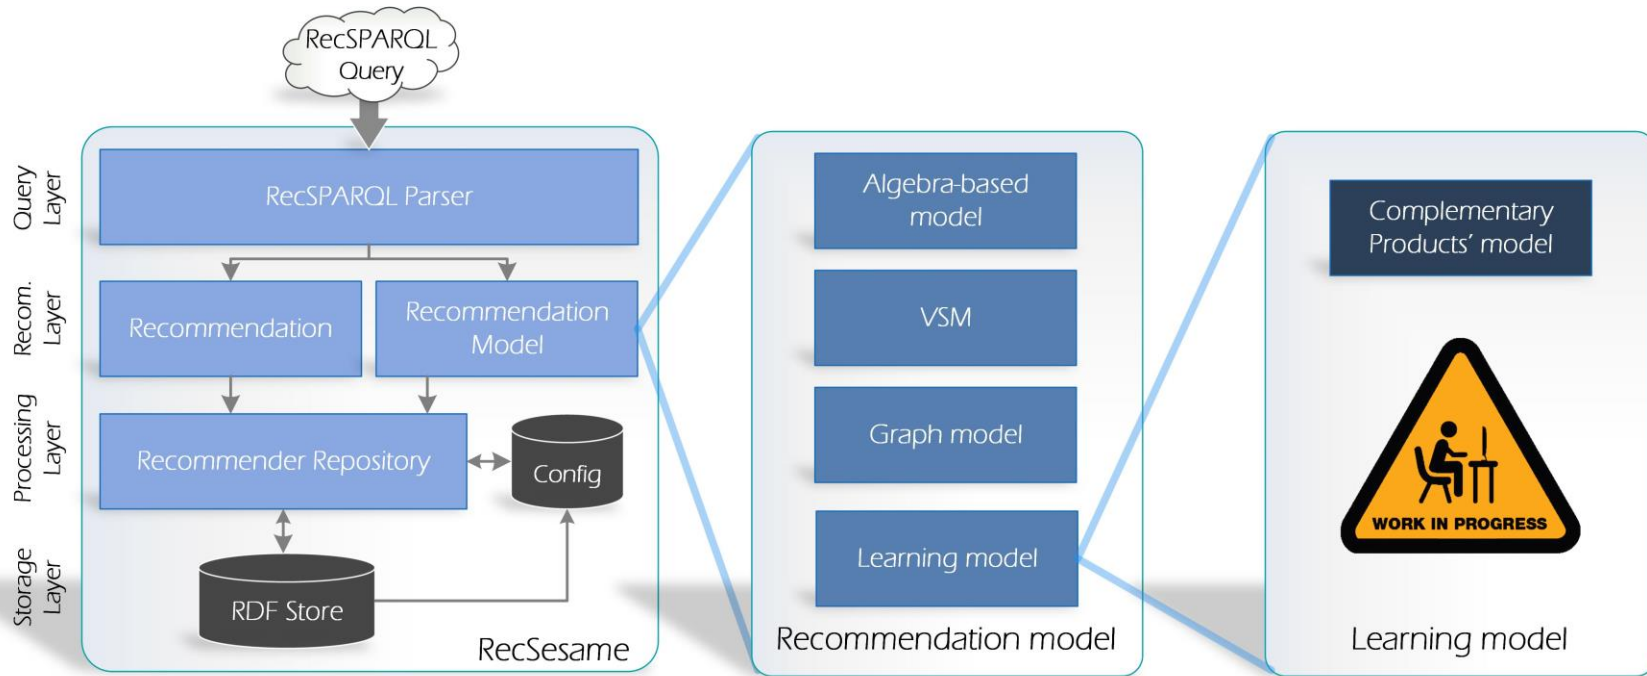 RecSPARQL
Query
Query
Layer
RecSPARQL Parser
Recom.
Layer
Recommendation
Recommendation
Model
Processing
Layer
Recommender Repository
Config
Storage
Layer
RDF Store
RecSesame
Algebra-based
model
VSM
Graph model
Learning model
Recommendation model
Complementary
Products’ model
WORK IN PROGRESS
Learning model